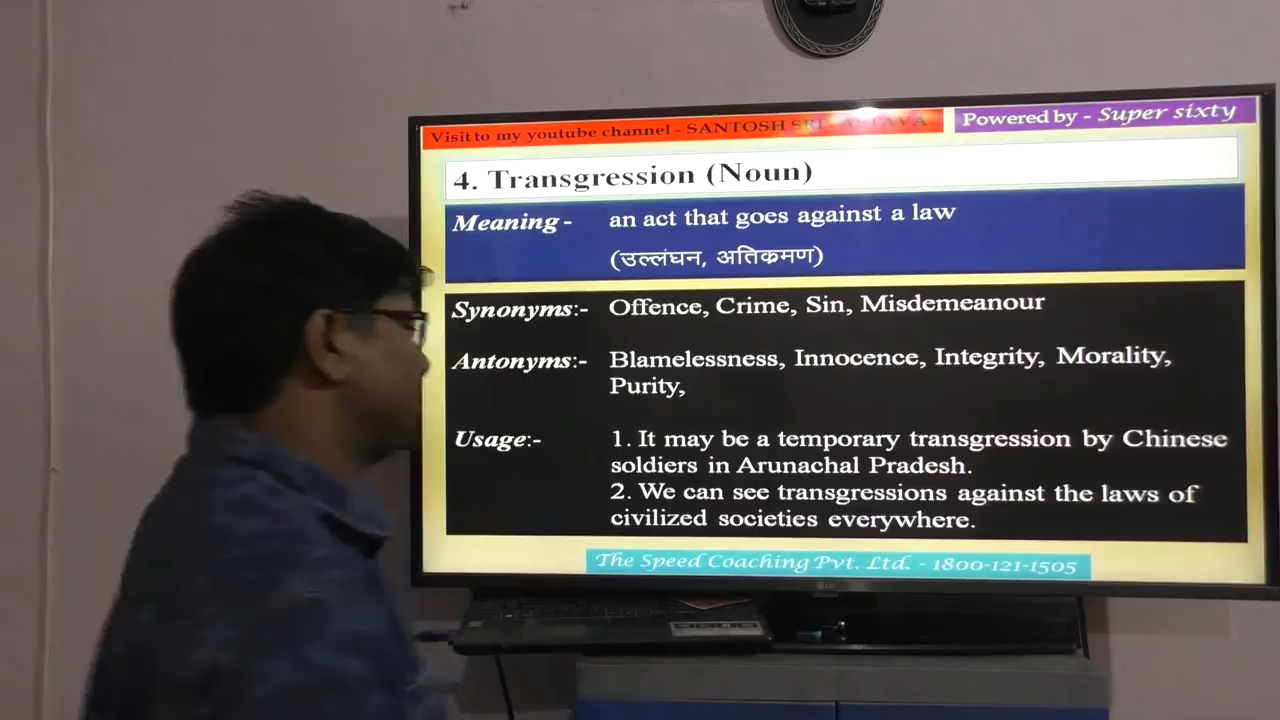 Visit to my youtube channel - SANTOSH SRIVASTAVA
Powered by - Super sixty
4. Transgression (Noun)
Meaning - an act that goes against a law
(उल्लंघन, अतिक्रमण)
Synonyms:- Offence, Crime, Sin, Misdemeanour
Antonyms:- Blamelessness, Innocence, Integrity, Morality,
Purity,
Usage:- 1. It may be a temporary transgression by Chinese
soldiers in Arunachal Pradesh.
2. We can see transgressions against the laws of
civilized societies everywhere.
The Speed Coaching Pvt. Ltd. - 1800-121-1505
LG